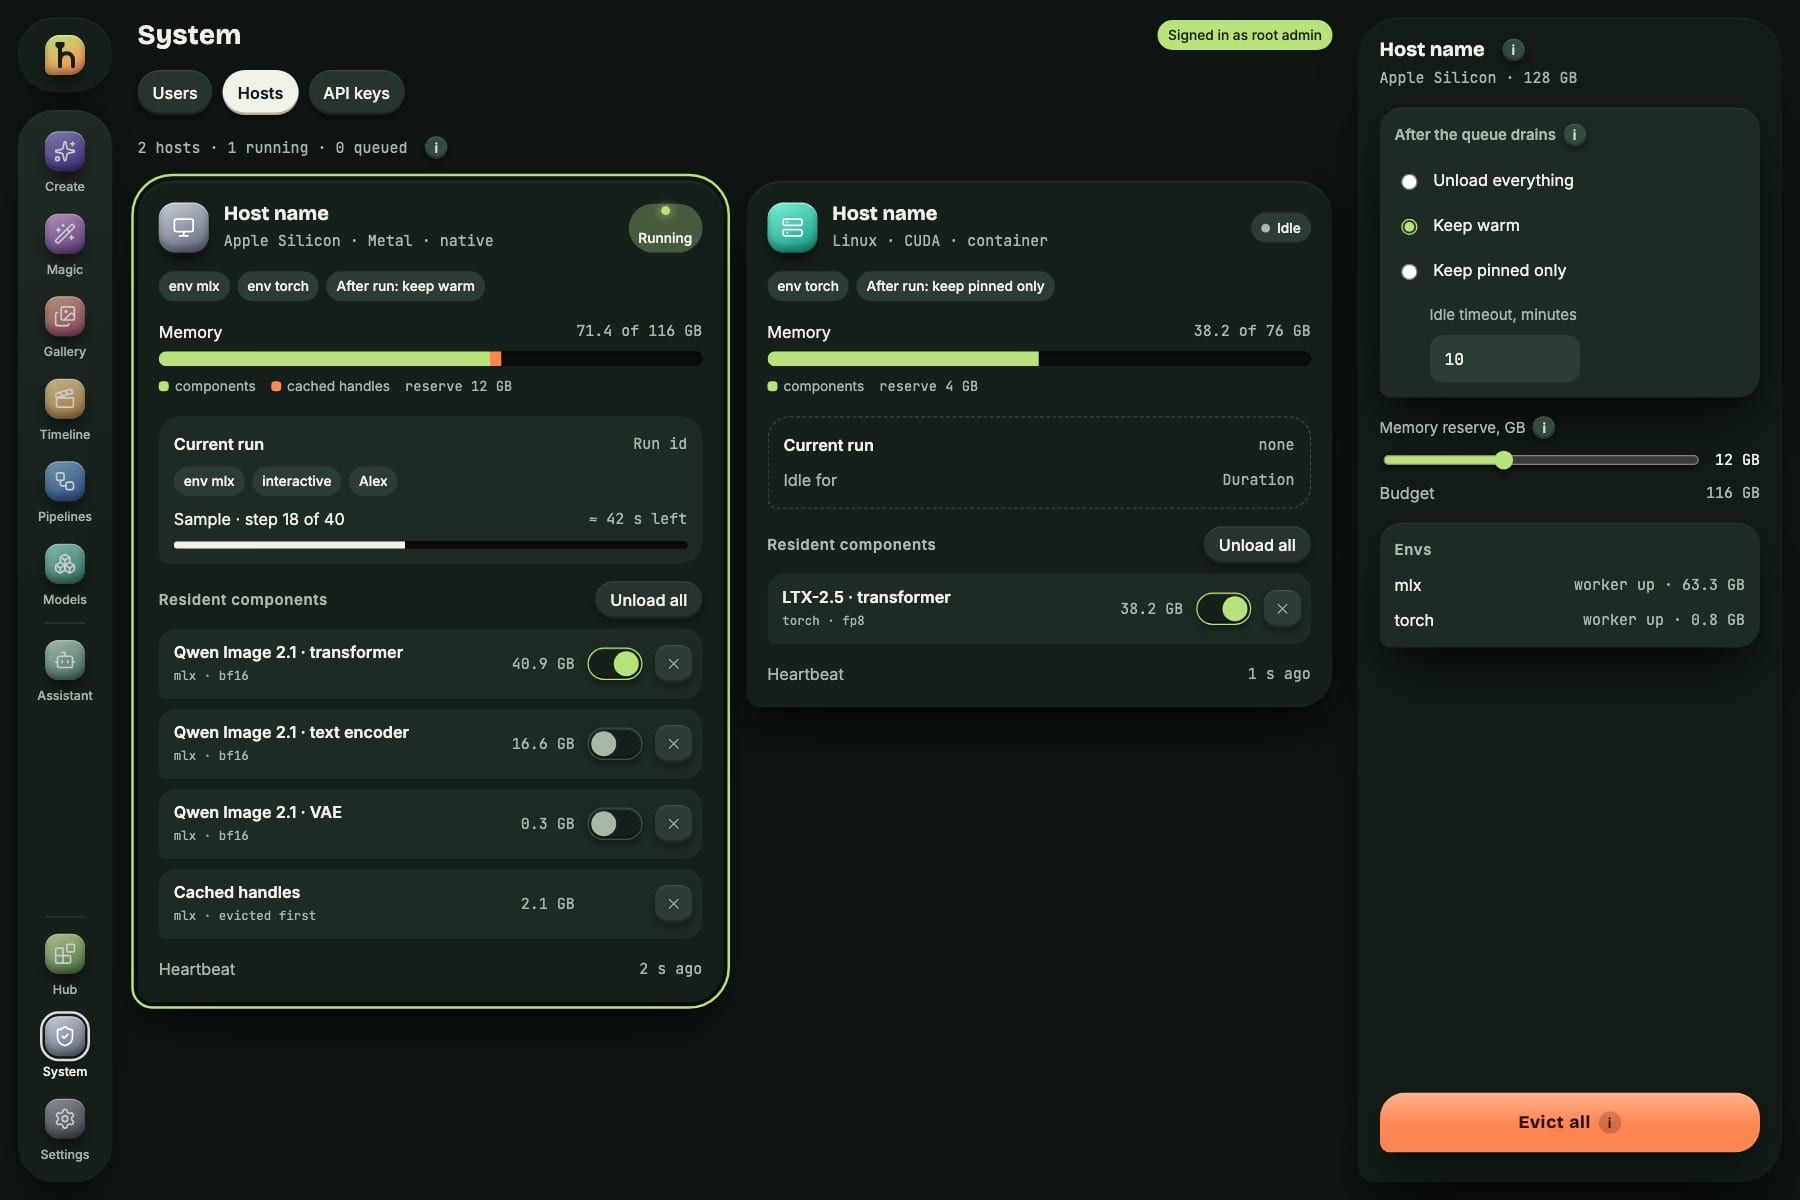 h
Create
Magic
Gallery
Timeline
Pipelines
Models
Assistant
Hub
System
Settings
System
Signed in as root admin
Users
Hosts
API keys
2 hosts · 1 running · 0 queued i
Host name
Apple Silicon · Metal · native
Running
env mlx
env torch
After run: keep warm
Memory
71.4 of 116 GB
components
cached handles
reserve 12 GB
Current run
Run id
env mlx
interactive
Alex
Sample · step 18 of 40
≈ 42 s left
Resident components
Unload all
Qwen Image 2.1 · transformer
mlx · bf16
40.9 GB
Qwen Image 2.1 · text encoder
mlx · bf16
16.6 GB
Qwen Image 2.1 · VAE
mlx · bf16
0.3 GB
Cached handles
mlx · evicted first
2.1 GB
Heartbeat
2 s ago
Host name
Linux · CUDA · container
Idle
env torch
After run: keep pinned only
Memory
38.2 of 76 GB
components
reserve 4 GB
Current run
none
Idle for
Duration
Resident components
Unload all
LTX-2.5 · transformer
torch · fp8
38.2 GB
Heartbeat
1 s ago
Host name i
Apple Silicon · 128 GB
After the queue drains i
Unload everything
Keep warm
Keep pinned only
Idle timeout, minutes
10
Memory reserve, GB i
12 GB
Budget
116 GB
Envs
mlx
worker up · 63.3 GB
torch
worker up · 0.8 GB
Evict all i